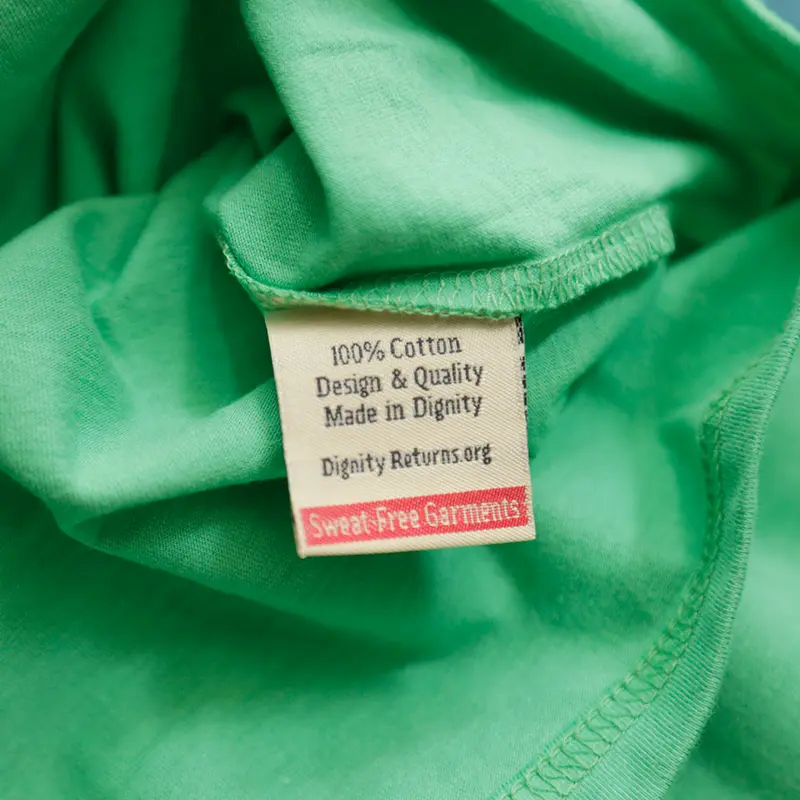 100% Cotton
Design & Quality
Made in Dignity
Dignity Returns.org
Sweat Free Garments